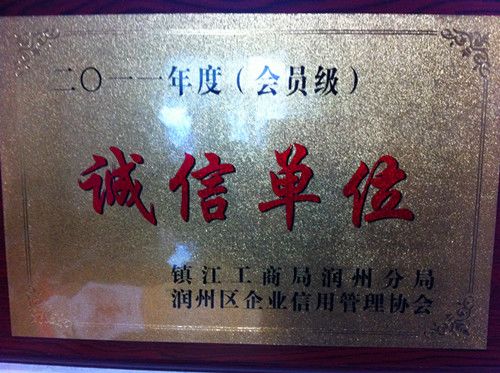 二〇一一年度（会员级）
诚信单位
镇江工商局润州分局
润州区企业信用管理协会